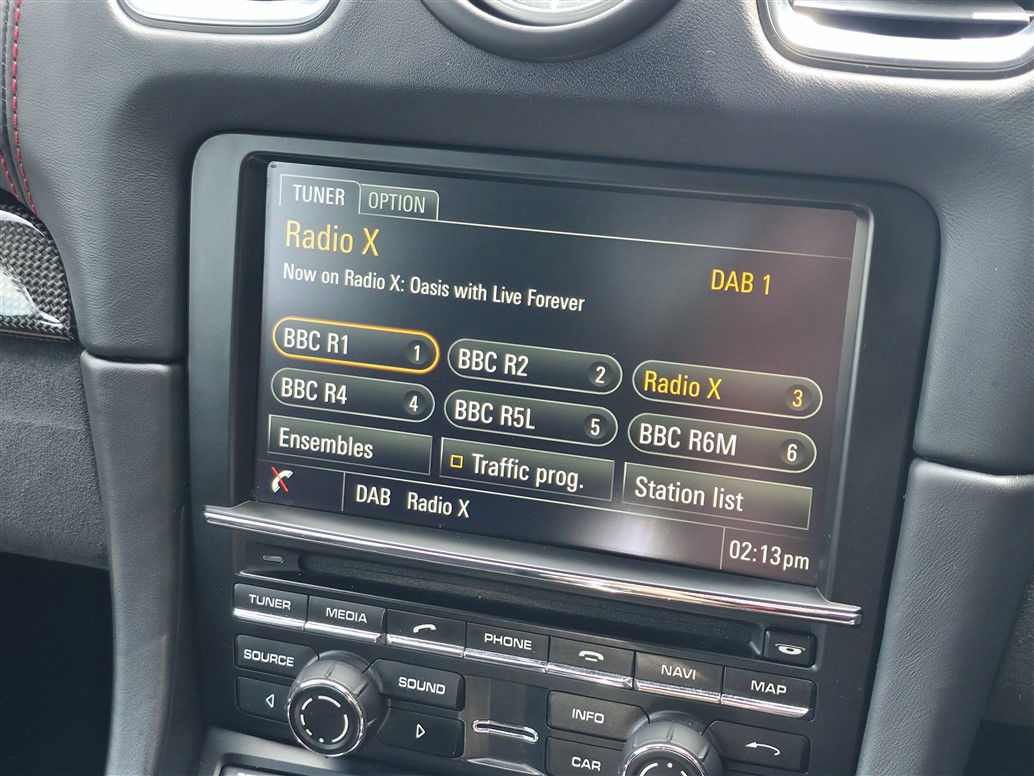 TUNER OPTION
Radio X
DAB 1
Now on Radio X: Oasis with Live Forever
BBC R1 1 BBC R2 2 Radio X 3
BBC R4 4 BBC R5L 5 BBC R6M 6
Ensembles Traffic prog. Station list
DAB Radio X
02:13pm
TUNER MEDIA PHONE NAVI MAP
SOURCE SOUND INFO
CAR